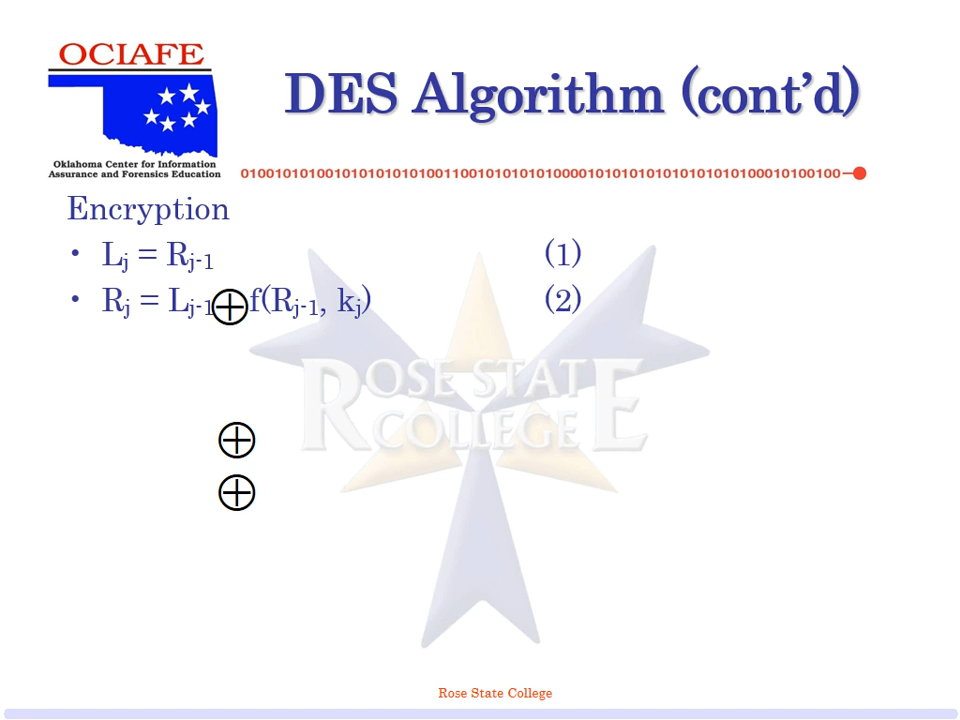 OCIAFE
Oklahoma Center for Information
Assurance and Forensics Education
DES Algorithm (cont’d)
Encryption
• Lj = Rj-1 (1)
• Rj = Lj-1 ⊕ f(Rj-1, kj) (2)
ROSE STATE
COLLEGE
⊕
⊕
Rose State College